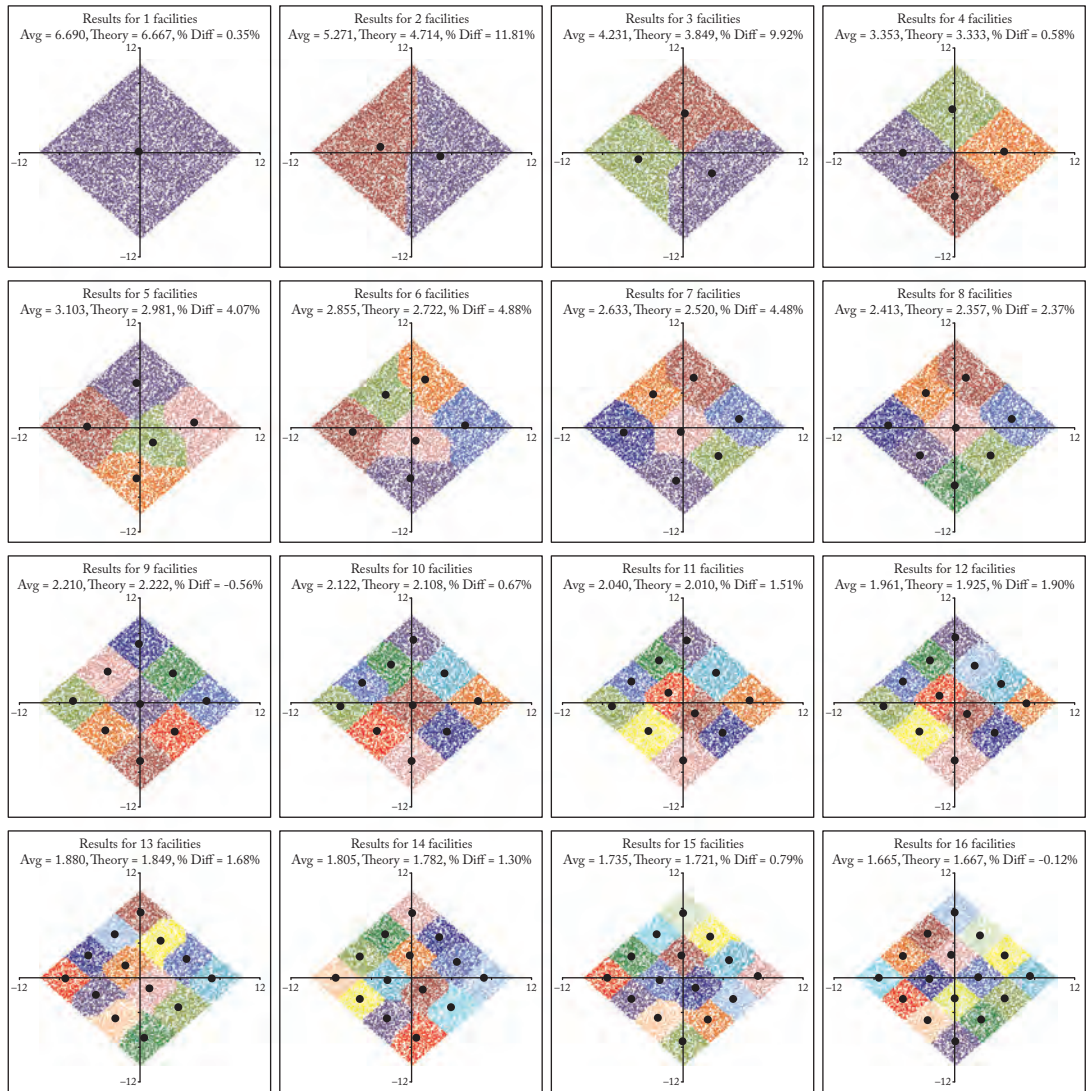 Results for 1 facilities
Avg = 6.690, Theory = 6.667, % Diff = 0.35%
12
−12
12
−12
Results for 2 facilities
Avg = 5.271, Theory = 4.714, % Diff = 11.81%
12
−12
12
−12
Results for 3 facilities
Avg = 4.231, Theory = 3.849, % Diff = 9.92%
12
−12
12
−12
Results for 4 facilities
Avg = 3.353, Theory = 3.333, % Diff = 0.58%
12
−12
12
−12
Results for 5 facilities
Avg = 3.103, Theory = 2.981, % Diff = 4.07%
12
−12
12
−12
Results for 6 facilities
Avg = 2.855, Theory = 2.722, % Diff = 4.88%
12
−12
12
−12
Results for 7 facilities
Avg = 2.633, Theory = 2.520, % Diff = 4.48%
12
−12
12
−12
Results for 8 facilities
Avg = 2.413, Theory = 2.357, % Diff = 2.37%
12
−12
12
−12
Results for 9 facilities
Avg = 2.210, Theory = 2.222, % Diff = -0.56%
12
−12
12
−12
Results for 10 facilities
Avg = 2.122, Theory = 2.108, % Diff = 0.67%
12
−12
12
−12
Results for 11 facilities
Avg = 2.040, Theory = 2.010, % Diff = 1.51%
12
−12
12
−12
Results for 12 facilities
Avg = 1.961, Theory = 1.925, % Diff = 1.90%
12
−12
12
−12
Results for 13 facilities
Avg = 1.880, Theory = 1.849, % Diff = 1.68%
12
−12
12
−12
Results for 14 facilities
Avg = 1.805, Theory = 1.782, % Diff = 1.30%
12
−12
12
−12
Results for 15 facilities
Avg = 1.735, Theory = 1.721, % Diff = 0.79%
12
−12
12
−12
Results for 16 facilities
Avg = 1.665, Theory = 1.667, % Diff = -0.12%
12
−12
12
−12